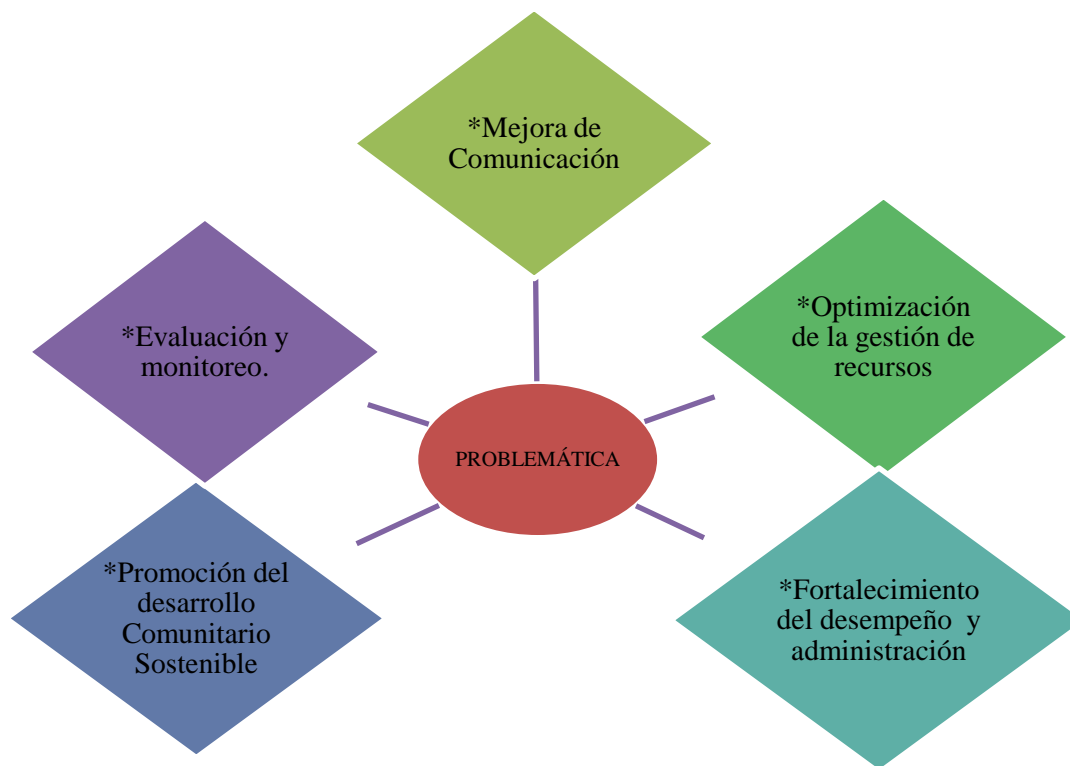 *Mejora de
Comunicación
*Evaluación y
monitoreo.
*Optimización
de la gestión de
recursos
PROBLEMÁTICA
*Promoción del
desarrollo
Comunitario
Sostenible
*Fortalecimiento
del desempeño y
administración